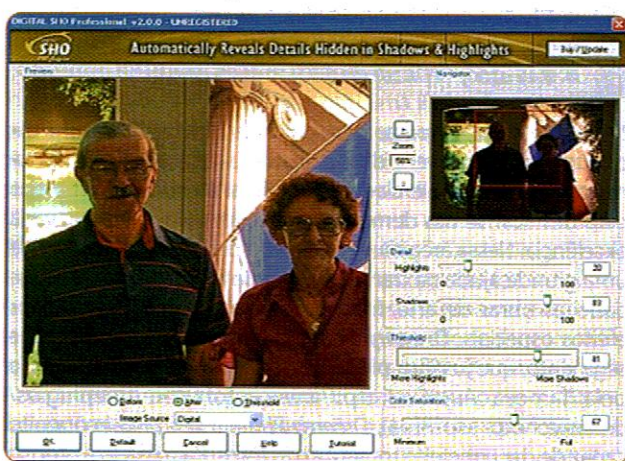 DIGITAL SHO Professional v2.0.0 - UNREGISTERED
SHO
Automatically Reveals Details Hidden in Shadows & Highlights
Buy / Update
Preview
Navigator
Zoom
50%
Detail
Highlights
20
0 100
Shadows
83
0 100
Threshold
81
More Highlights More Shadows
Before After Threshold
Image Source Digital
Color Saturation
67
Minimum Full
OK Default Cancel Help Tutorial